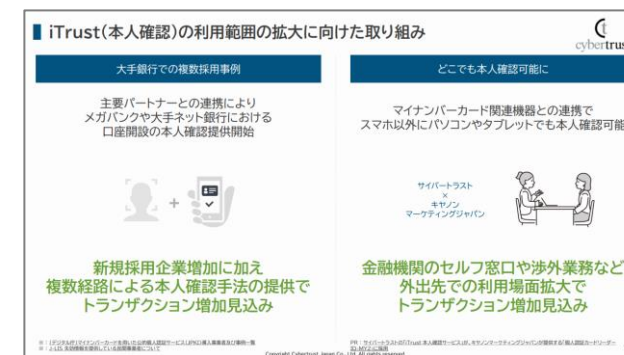 iTrust(本人確認)の利用範囲の拡大に向けた取り組み
cybertrust
大手銀行での複数採用事例
主要パートナーとの連携により
メガバンクや大手ネット銀行における
口座開設の本人確認提供開始
+
新規採用企業増加に加え
複数経路による本人確認手法の提供で
トランザクション増加見込み
どこでも本人確認可能に
マイナンバーカード関連機器との連携で
スマホ以外にパソコンやタブレットでも本人確認可能
サイバートラスト
×
キヤノン
マーケティングジャパン
金融機関のセルフ窓口や渉外業務など
外出先での利用場面拡大で
トランザクション増加見込み
Copyright Cybertrust Japan Co., Ltd. All rights reserved.